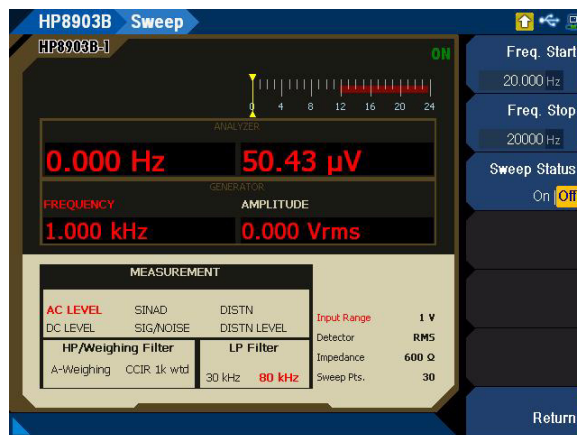 HP8903B Sweep
HP8903B-1
ON
0 4 8 12 16 20 24
ANALYZER
0.000 Hz 50.43 µV
GENERATOR
FREQUENCY AMPLITUDE
1.000 kHz 0.000 Vrms
MEASUREMENT
AC LEVEL SINAD DISTN
DC LEVEL SIG/NOISE DISTN LEVEL
HP/Weighing Filter LP Filter
A-Weighing CCIR 1k wtd 30 kHz 80 kHz
Input Range 1 V
Detector RMS
Impedance 600 Ω
Sweep Pts. 30
Freq. Start
20.000 Hz
Freq. Stop
20000 Hz
Sweep Status
On | Off
Return